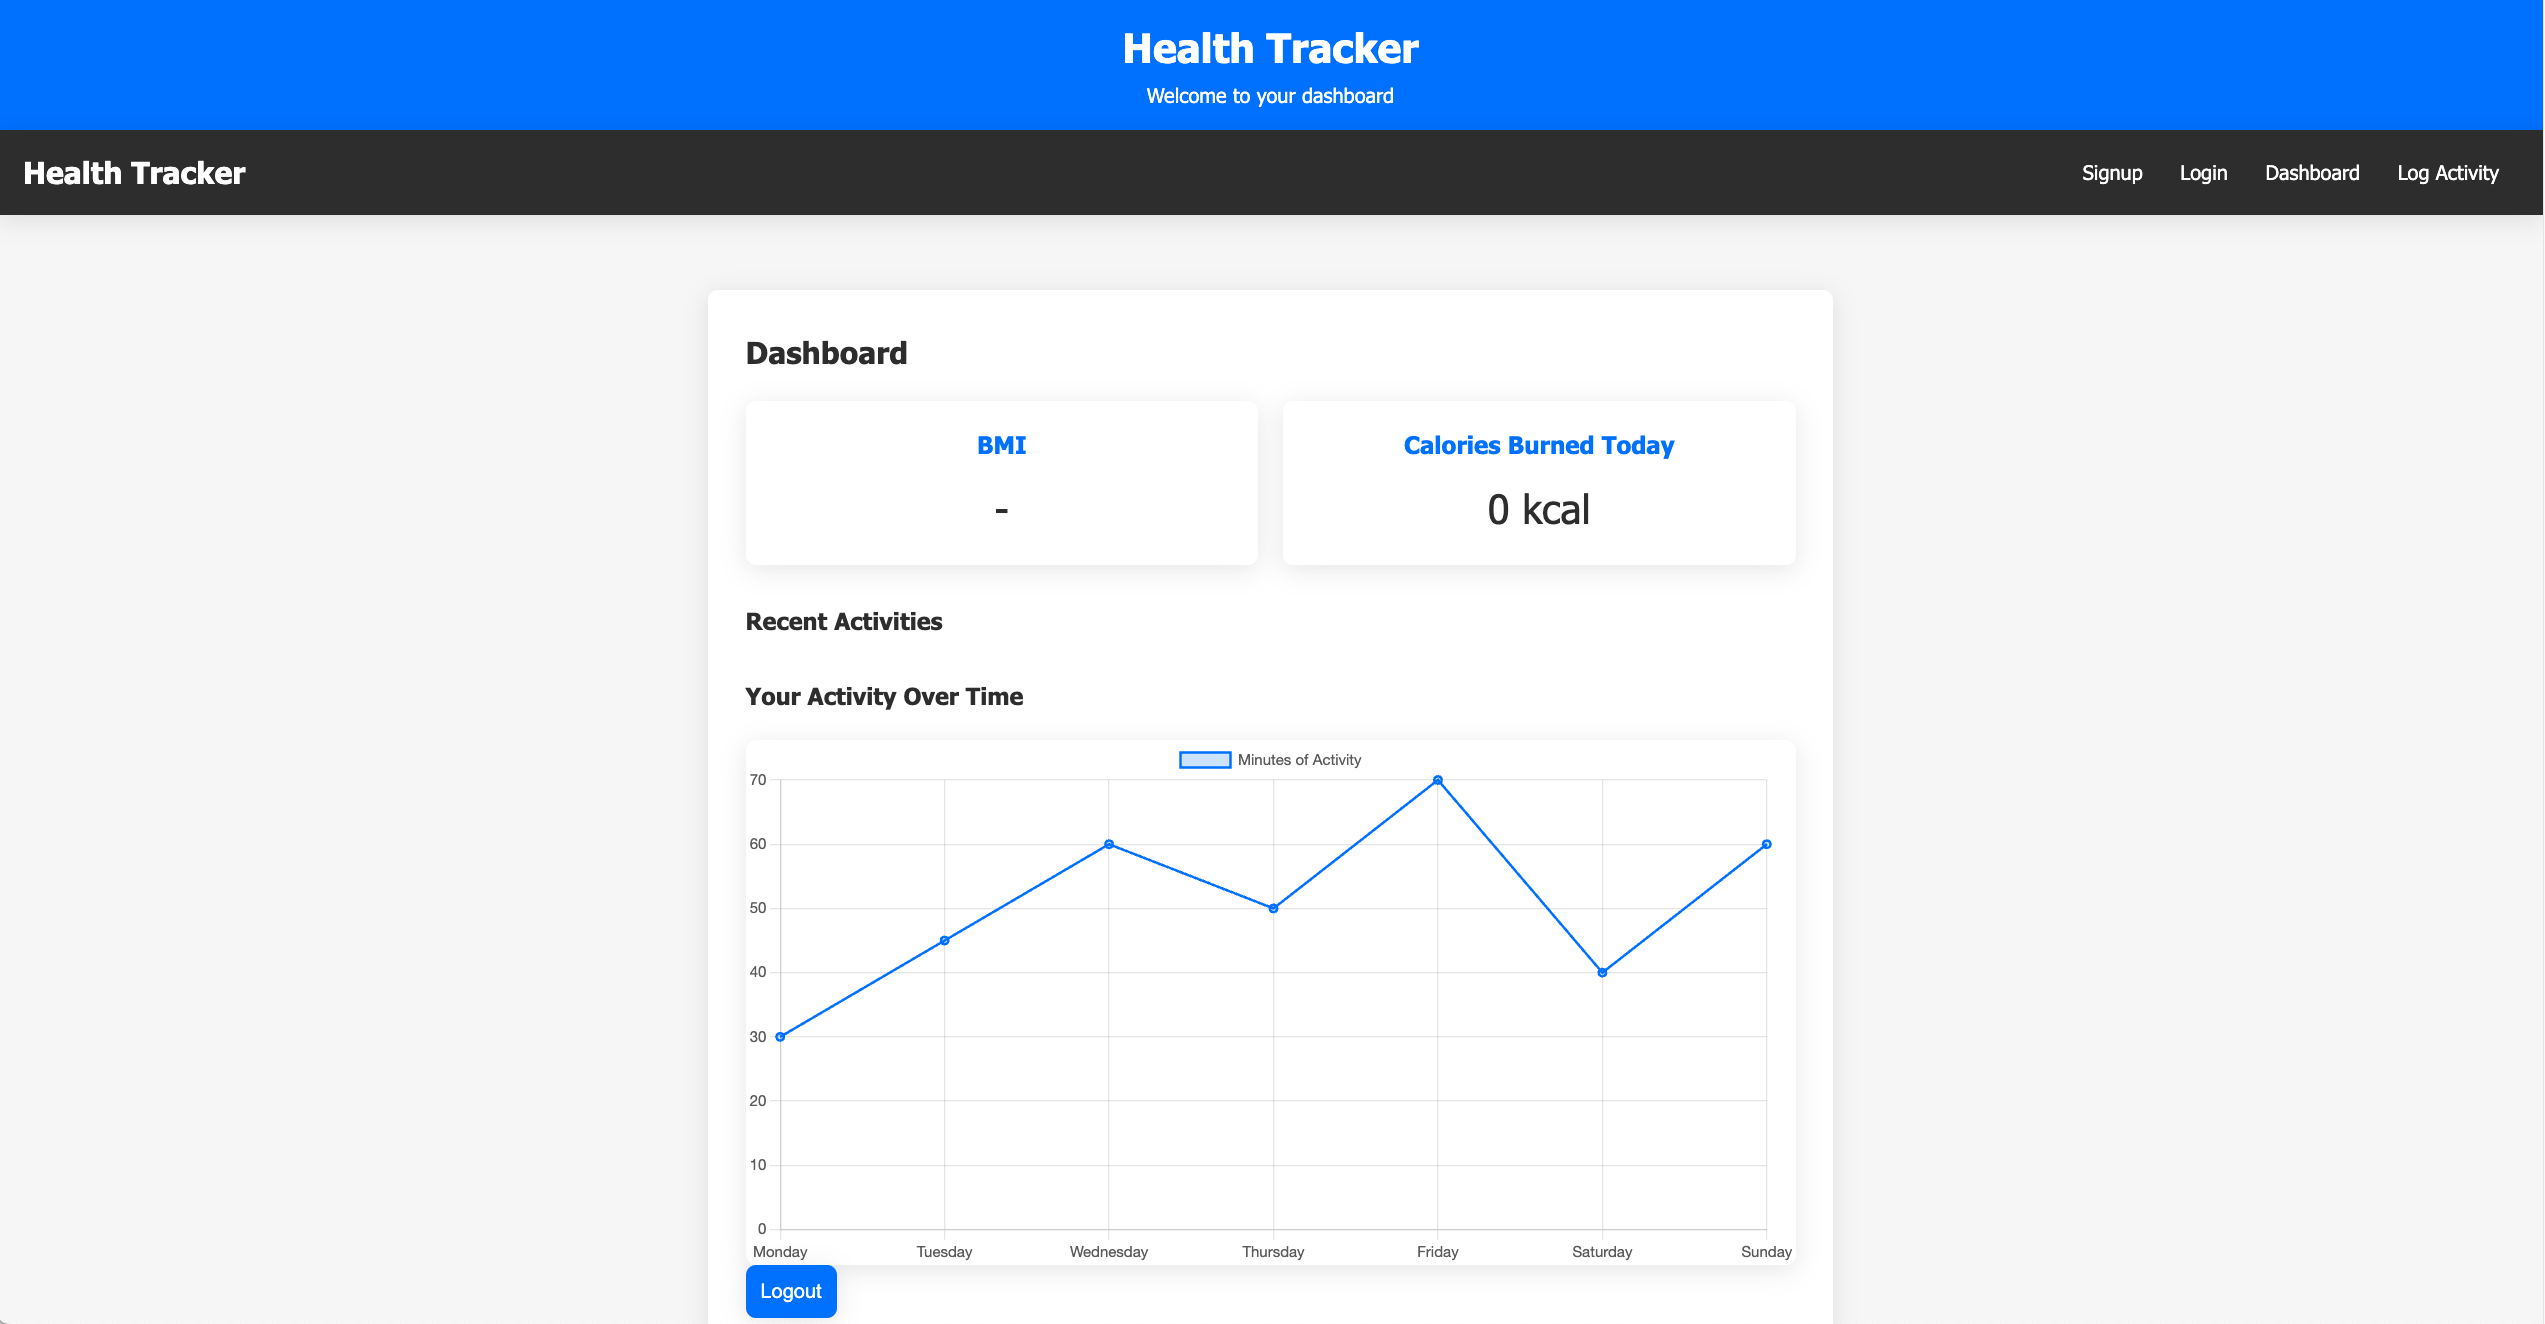 Health Tracker
Welcome to your dashboard
Health Tracker
Signup Login Dashboard Log Activity
Dashboard
BMI
-
Calories Burned Today
0 kcal
Recent Activities
Your Activity Over Time
Minutes of Activity
70
60
50
40
30
20
10
0
Monday Tuesday Wednesday Thursday Friday Saturday Sunday
Logout